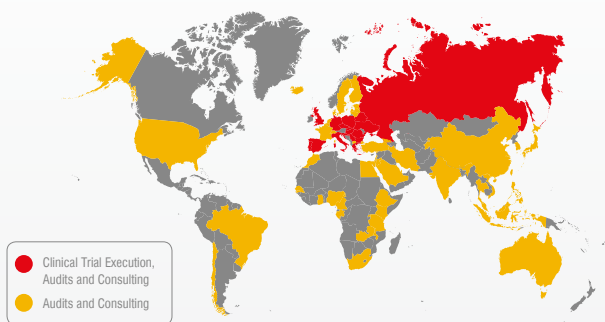 Clinical Trial Execution,
Audits and Consulting
Audits and Consulting